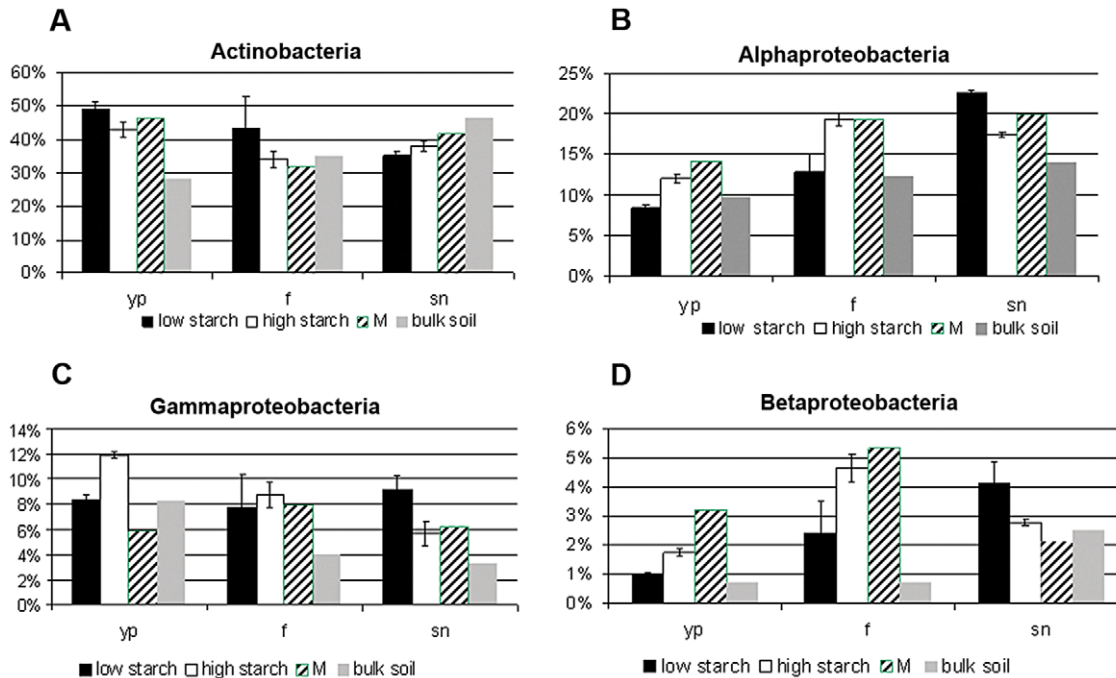 A
Actinobacteria
60%
50%
40%
30%
20%
10%
0%
yp f sn
low starch high starch M bulk soil
B
Alphaproteobacteria
25%
20%
15%
10%
5%
0%
yp f sn
low starch high starch M bulk soil
C
Gammaproteobacteria
14%
12%
10%
8%
6%
4%
2%
0%
yp f sn
low starch high starch M bulk soil
D
Betaproteobacteria
6%
5%
4%
3%
2%
1%
0%
yp f sn
low starch high starch M bulk soil